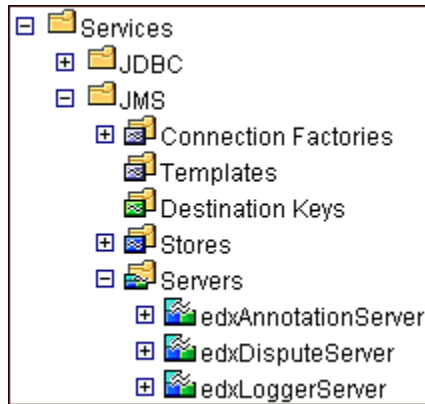 Services
JDBC
JMS
Connection Factories
Templates
Destination Keys
Stores
Servers
edxAnnotationServer
edxDisputeServer
edxLoggerServer